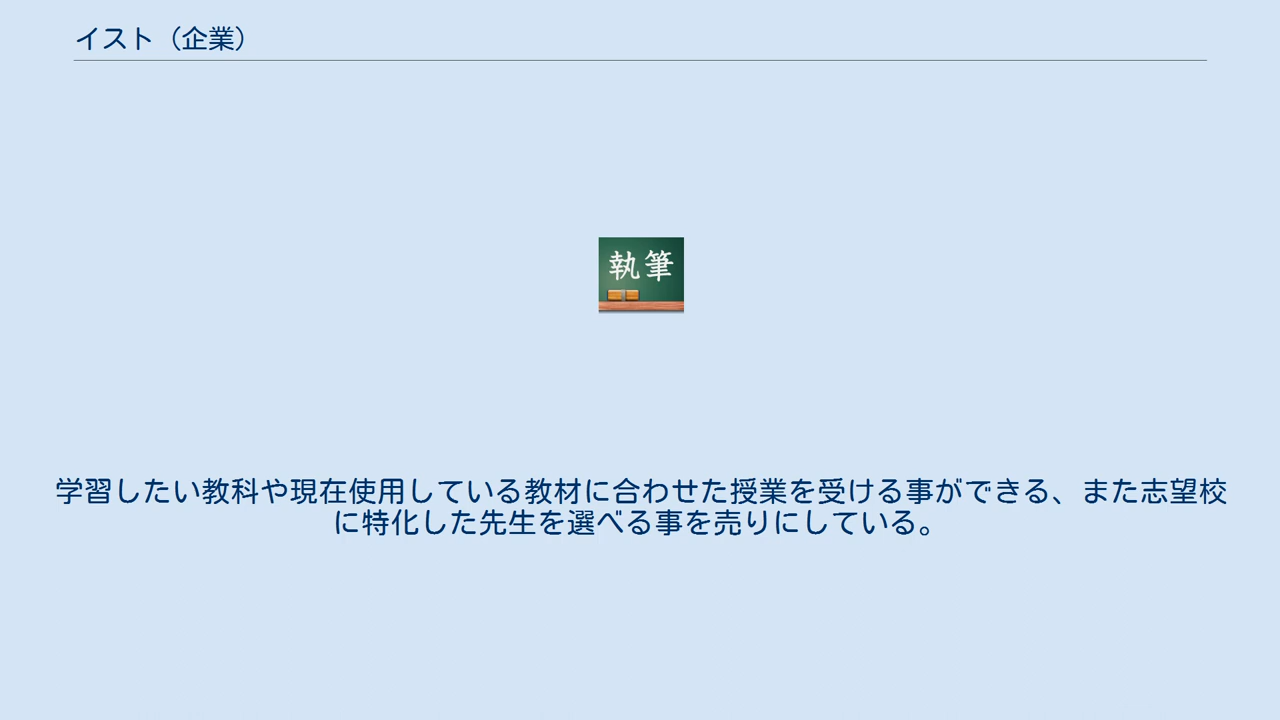 イスト（企業）
執筆
学習したい教科や現在使用している教材に合わせた授業を受ける事ができる、また志望校
に特化した先生を選べる事を売りにしている。